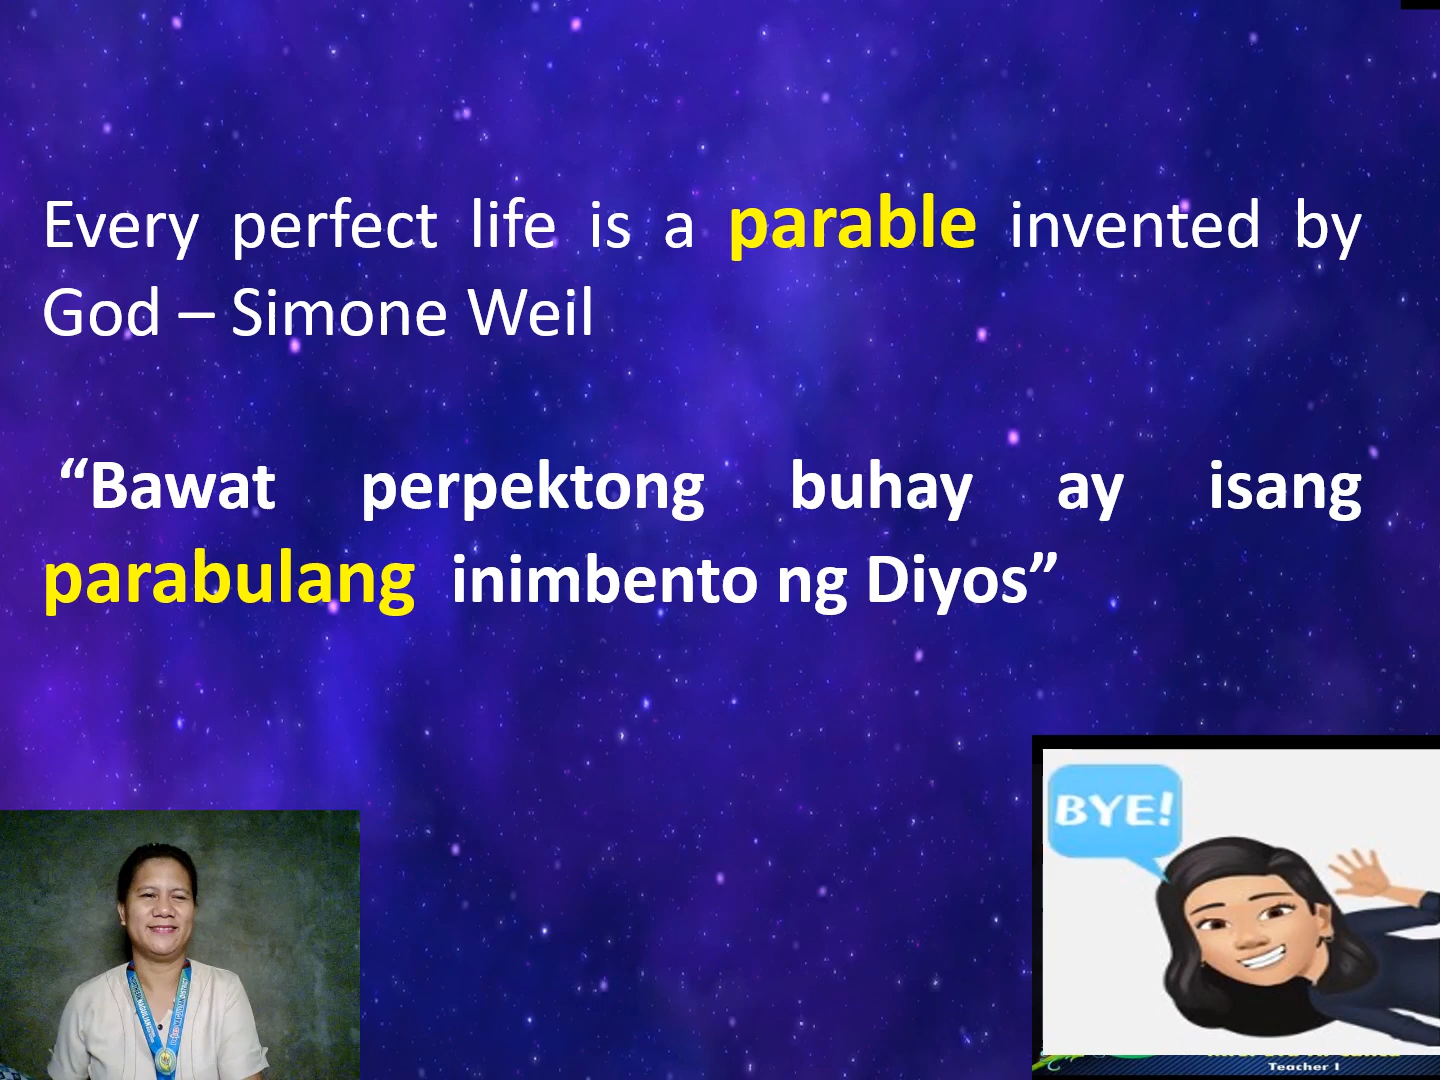 Every perfect life is a parable invented by
God – Simone Weil
“Bawat perpektong buhay ay isang
parabulang inimbento ng Diyos”
BYE!
Teacher I